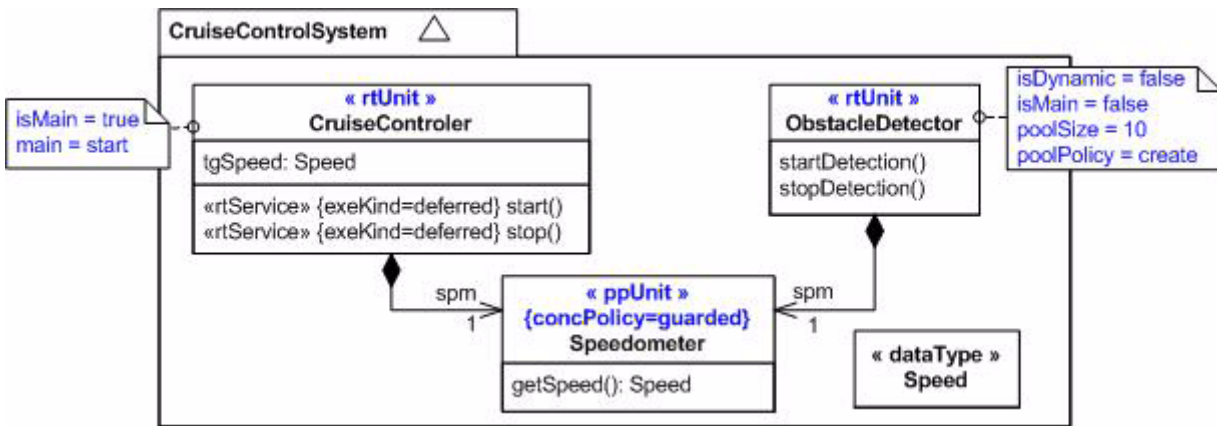 CruiseControlSystem
isMain = true
main = start
« rtUnit »
CruiseControler
tgSpeed: Speed
«rtService» {exeKind=deferred} start()
«rtService» {exeKind=deferred} stop()
« rtUnit »
ObstacleDetector
startDetection()
stopDetection()
isDynamic = false
isMain = false
poolSize = 10
poolPolicy = create
spm
1
« ppUnit »
{concPolicy=guarded}
Speedometer
getSpeed(): Speed
spm
1
« dataType »
Speed